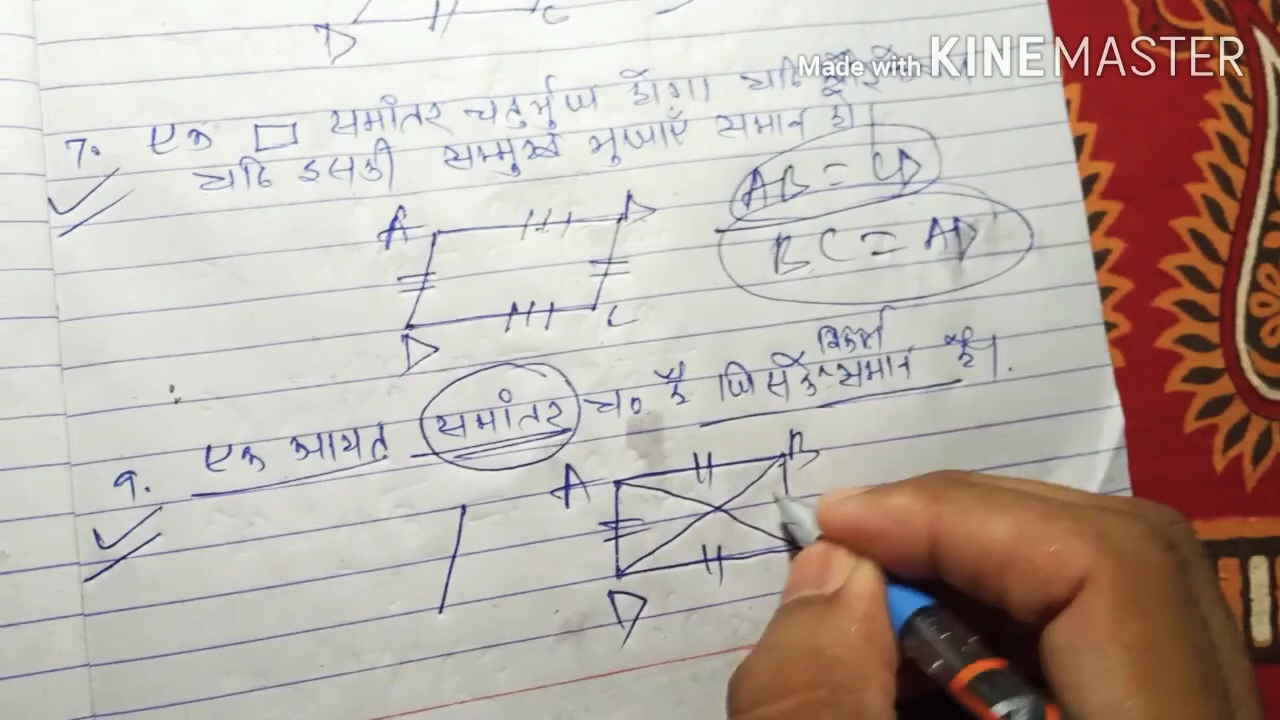 D C
Made with KINEMASTER
7. एक □ समांतर चतुर्भुज होगा यदि और
यदि इसकी सम्मुख भुजाएँ समान हो।
AB = CD
BC = AD
A B
D C
विकर्ण
9. एक आयत समांतर च० है जिसके समान है।
A B
D